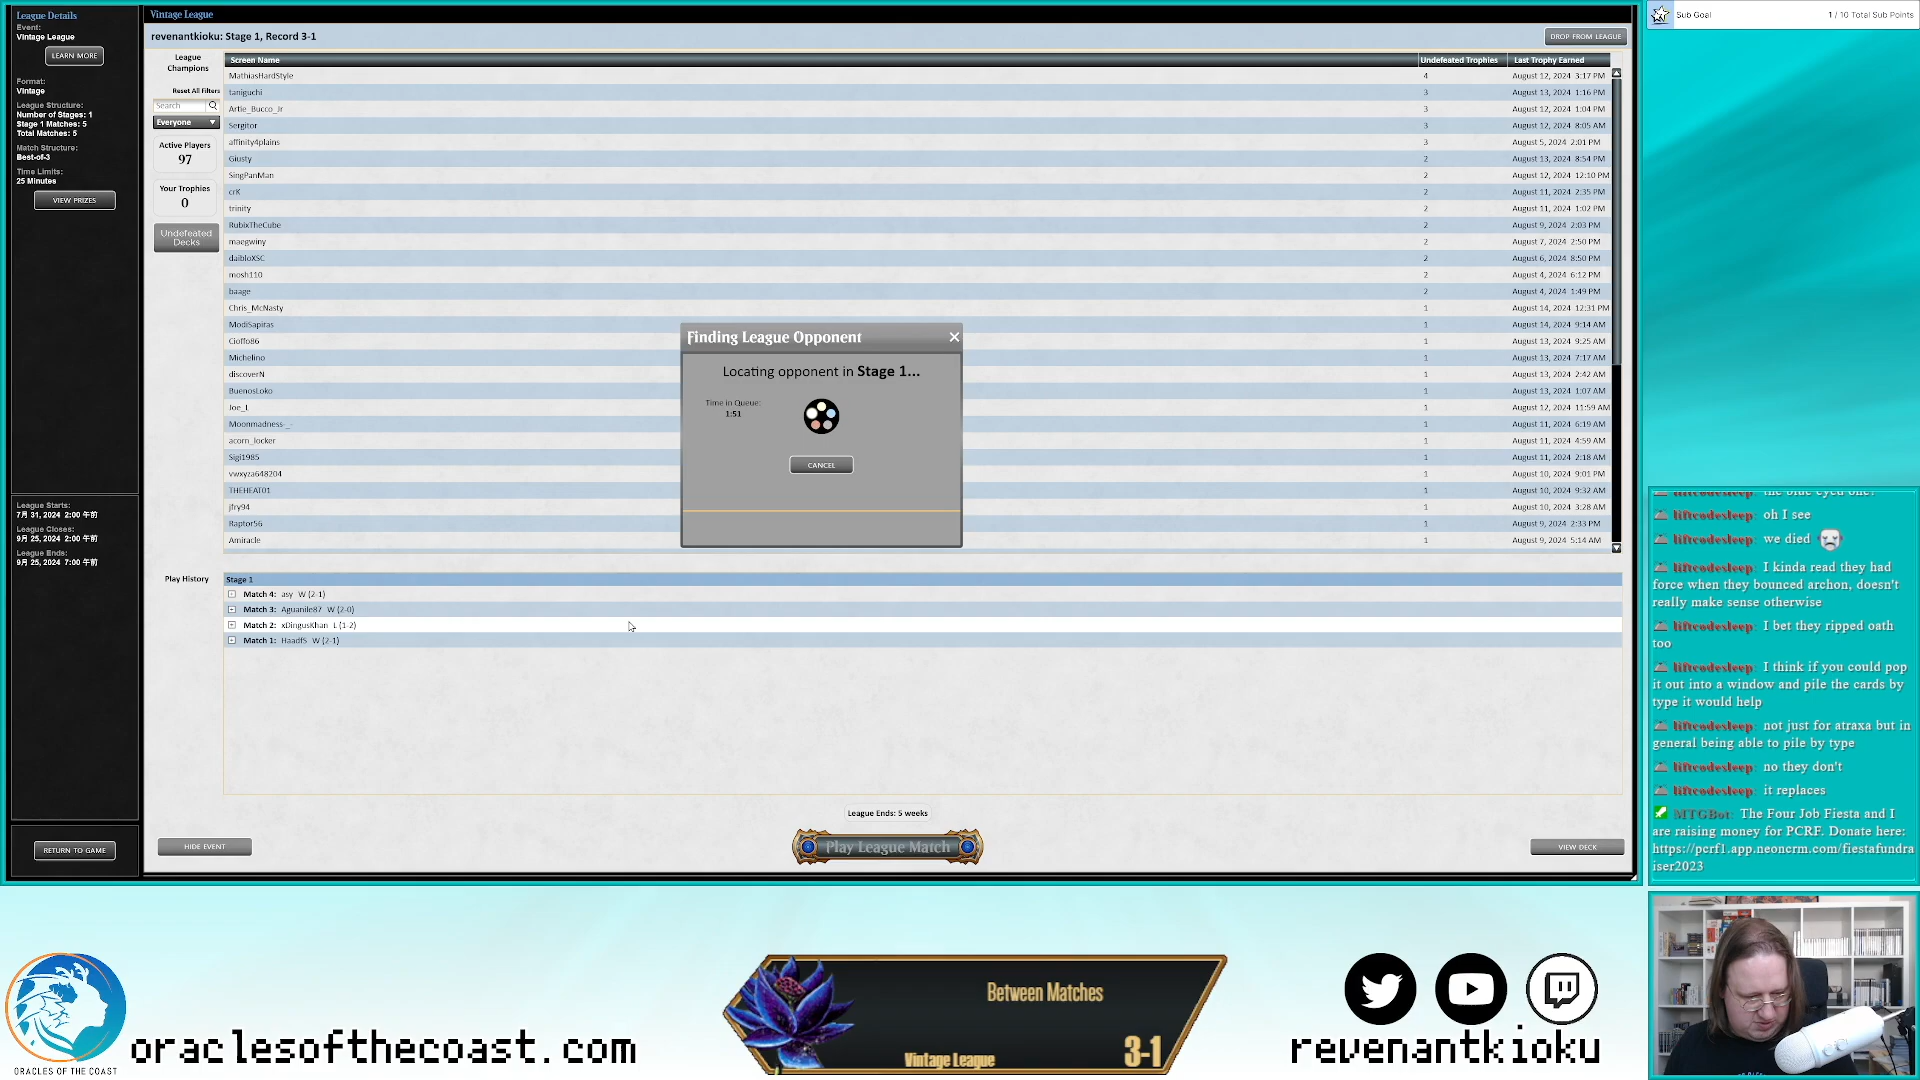 League Details
Event:
Vintage League
LEARN MORE
Format:
Vintage
League Structure:
Number of Stages: 1
Stage 1 Matches: 5
Total Matches: 5
Match Structure:
Best-of-3
Time Limits:
25 Minutes
VIEW PRIZES
League Starts:
7月 31, 2024 2:00 午前
League Closes:
9月 25, 2024 2:00 午前
League Ends:
9月 25, 2024 7:00 午前
RETURN TO GAME
Vintage League
revenantkioku: Stage 1, Record 3-1
DROP FROM LEAGUE
League
Champions
Reset All Filters
Search
Everyone
Active Players
97
Your Trophies
0
Undefeated
Decks
Screen Name Undefeated Trophies Last Trophy Earned
MathiasHardStyle 4 August 12, 2024 3:17 PM
taniguchi 3 August 13, 2024 1:16 PM
Artie_Bucco_Jr 3 August 12, 2024 1:04 PM
Sergitor 3 August 12, 2024 8:05 AM
affinity4plains 3 August 5, 2024 2:01 PM
Giusty 2 August 13, 2024 8:54 PM
SingPanMan 2 August 12, 2024 12:10 PM
crK 2 August 11, 2024 2:35 PM
trinity 2 August 11, 2024 1:02 PM
RubixTheCube 2 August 9, 2024 2:03 PM
maegwiny 2 August 7, 2024 2:50 PM
daibloXSC 2 August 6, 2024 8:50 PM
mosh110 2 August 4, 2024 6:12 PM
baage 2 August 4, 2024 1:49 PM
Chris_McNasty 1 August 14, 2024 12:31 PM
ModiSapiras 1 August 14, 2024 9:14 AM
Cioffo86 1 August 13, 2024 9:25 AM
Michelino 1 August 13, 2024 7:17 AM
discoverN 1 August 13, 2024 2:42 AM
BuenosLoko 1 August 13, 2024 1:07 AM
Joe_L 1 August 12, 2024 11:59 AM
Moonmadness-_- 1 August 11, 2024 6:19 AM
acorn_locker 1 August 11, 2024 4:59 AM
Sigi1985 1 August 11, 2024 2:18 AM
vwxyza648204 1 August 10, 2024 9:01 PM
THEHEAT01 1 August 10, 2024 9:32 AM
jfry94 1 August 10, 2024 3:28 AM
Raptor56 1 August 9, 2024 2:33 PM
Amiracle 1 August 9, 2024 5:14 AM
Finding League Opponent
Locating opponent in Stage 1...
Time in Queue:
1:51
CANCEL
Play History
Stage 1
Match 4: asy W (2-1)
Match 3: Aguanile87 W (2-0)
Match 2: xDingusKhan L (1-2)
Match 1: HaadfS W (2-1)
League Ends: 5 weeks
HIDE EVENT
Play League Match
VIEW DECK
Sub Goal 1 / 10 Total Sub Points
liftcodesleep: the blue eyed one?
liftcodesleep: oh I see
liftcodesleep: we died
liftcodesleep: I kinda read they had
force when they bounced archon, doesn't
really make sense otherwise
liftcodesleep: I bet they ripped oath
too
liftcodesleep: I think if you could pop
it out into a window and pile the cards by
type it would help
liftcodesleep: not just for atraxa but in
general being able to pile by type
liftcodesleep: no they don't
liftcodesleep: it replaces
MTGBot: The Four Job Fiesta and I
are raising money for PCRF. Donate here:
https://pcrf1.app.neoncrm.com/fiestafundra
iser2023
ORACLES OF THE COAST
oraclesofthecoast.com
Between Matches
Vintage League
3-1
revenantkioku